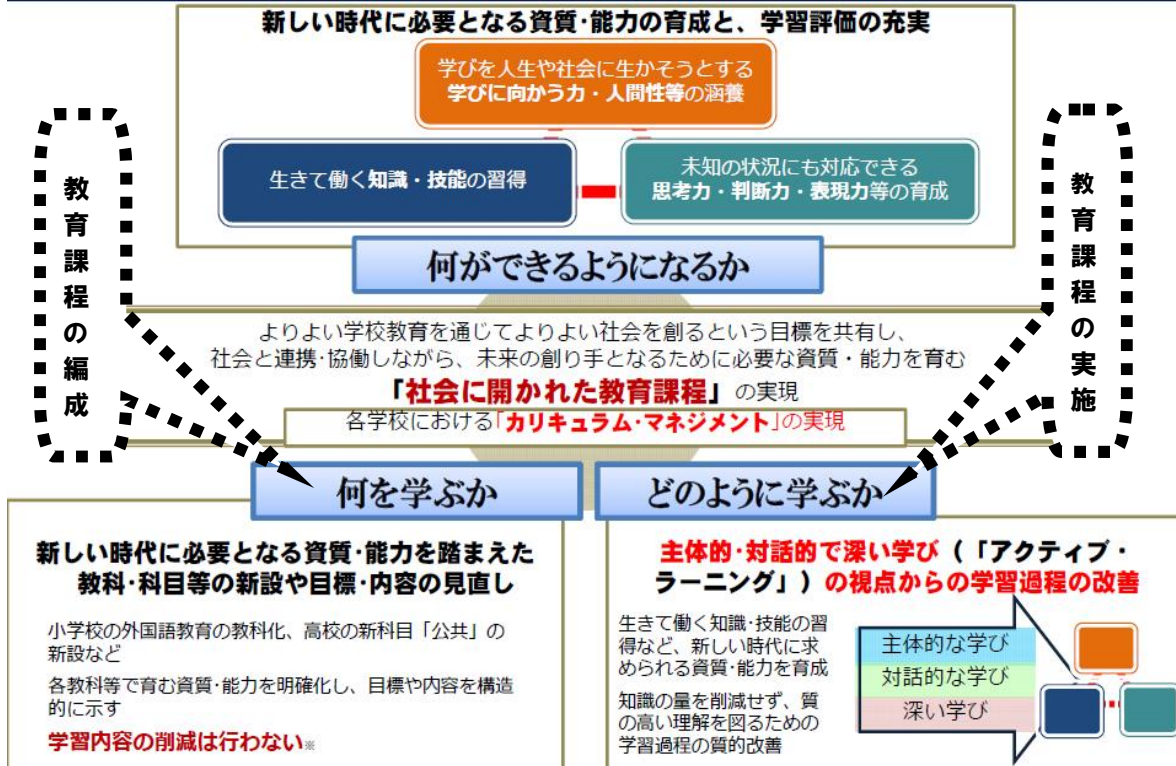 新しい時代に必要となる資質･能力の育成と、学習評価の充実
学びを人生や社会に生かそうとする
学びに向かう力・人間性等の涵養
生きて働く知識・技能の習得
未知の状況にも対応できる
思考力・判断力・表現力等の育成
教育課程の編成
教育課程の実施
何ができるようになるか
よりよい学校教育を通じてよりよい社会を創るという目標を共有し、
社会と連携･協働しながら、未来の創り手となるために必要な資質・能力を育む
「社会に開かれた教育課程」の実現
各学校における「カリキュラム･マネジメント」の実現
何を学ぶか
どのように学ぶか
新しい時代に必要となる資質･能力を踏まえた
教科･科目等の新設や目標･内容の見直し
小学校の外国語教育の教科化、高校の新科目「公共」の
新設など
各教科等で育む資質･能力を明確化し、目標や内容を構造
的に示す
学習内容の削減は行わない※
主体的･対話的で深い学び（「アクティブ・
ラーニング」）の視点からの学習過程の改善
生きて働く知識･技能の習
得など、新しい時代に求
められる資質･能力を育成
知識の量を削減せず、質
の高い理解を図るための
学習過程の質的改善
主体的な学び
対話的な学び
深い学び